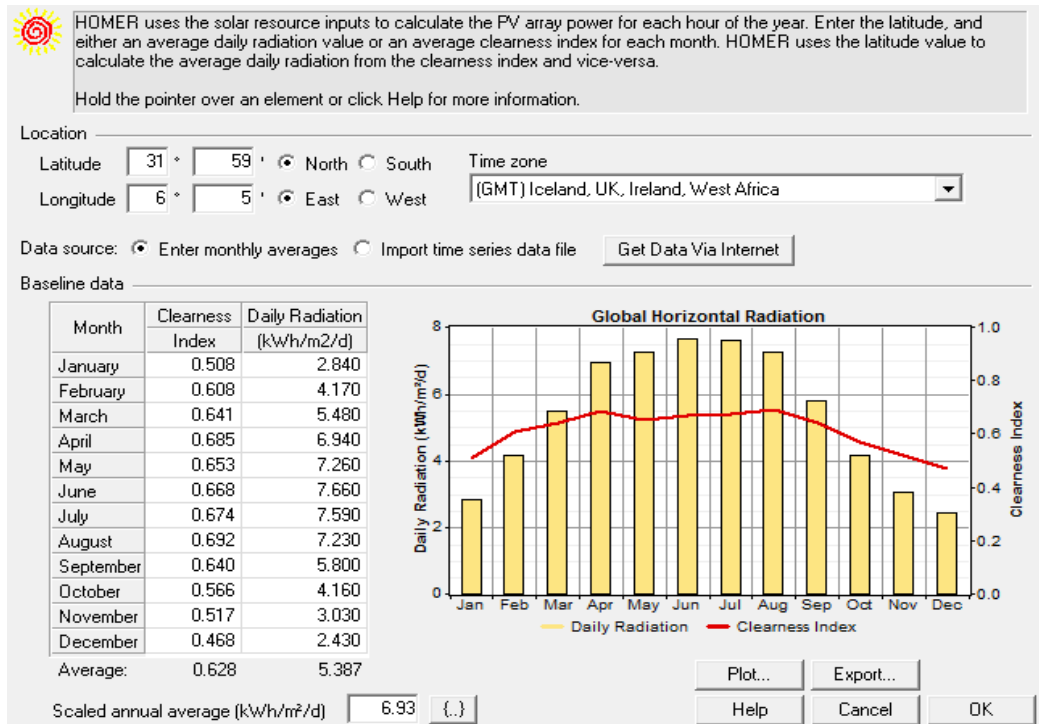 HOMER uses the solar resource inputs to calculate the PV array power for each hour of the year. Enter the latitude, and
either an average daily radiation value or an average clearness index for each month. HOMER uses the latitude value to
calculate the average daily radiation from the clearness index and vice-versa.
Hold the pointer over an element or click Help for more information.
Location
Latitude 31 ° 59 ' North South Time zone
Longitude 6 ° 5 ' East West (GMT) Iceland, UK, Ireland, West Africa
Data source: Enter monthly averages Import time series data file Get Data Via Internet
Baseline data
Month Clearness Daily Radiation
Index (kWh/m2/d)
January 0.508 2.840
February 0.608 4.170
March 0.641 5.480
April 0.685 6.940
May 0.653 7.260
June 0.668 7.660
July 0.674 7.590
August 0.692 7.230
September 0.640 5.800
October 0.566 4.160
November 0.517 3.030
December 0.468 2.430
Average: 0.628 5.387
Scaled annual average (kWh/m²/d) 6.93 {..}
Global Horizontal Radiation
Daily Radiation (kWh/m²/d)
8
6
4
2
0
1.0
0.8
0.6
0.4
0.2
0.0
Clearness Index
Jan Feb Mar Apr May Jun Jul Aug Sep Oct Nov Dec
Daily Radiation Clearness Index
Plot... Export...
Help Cancel OK